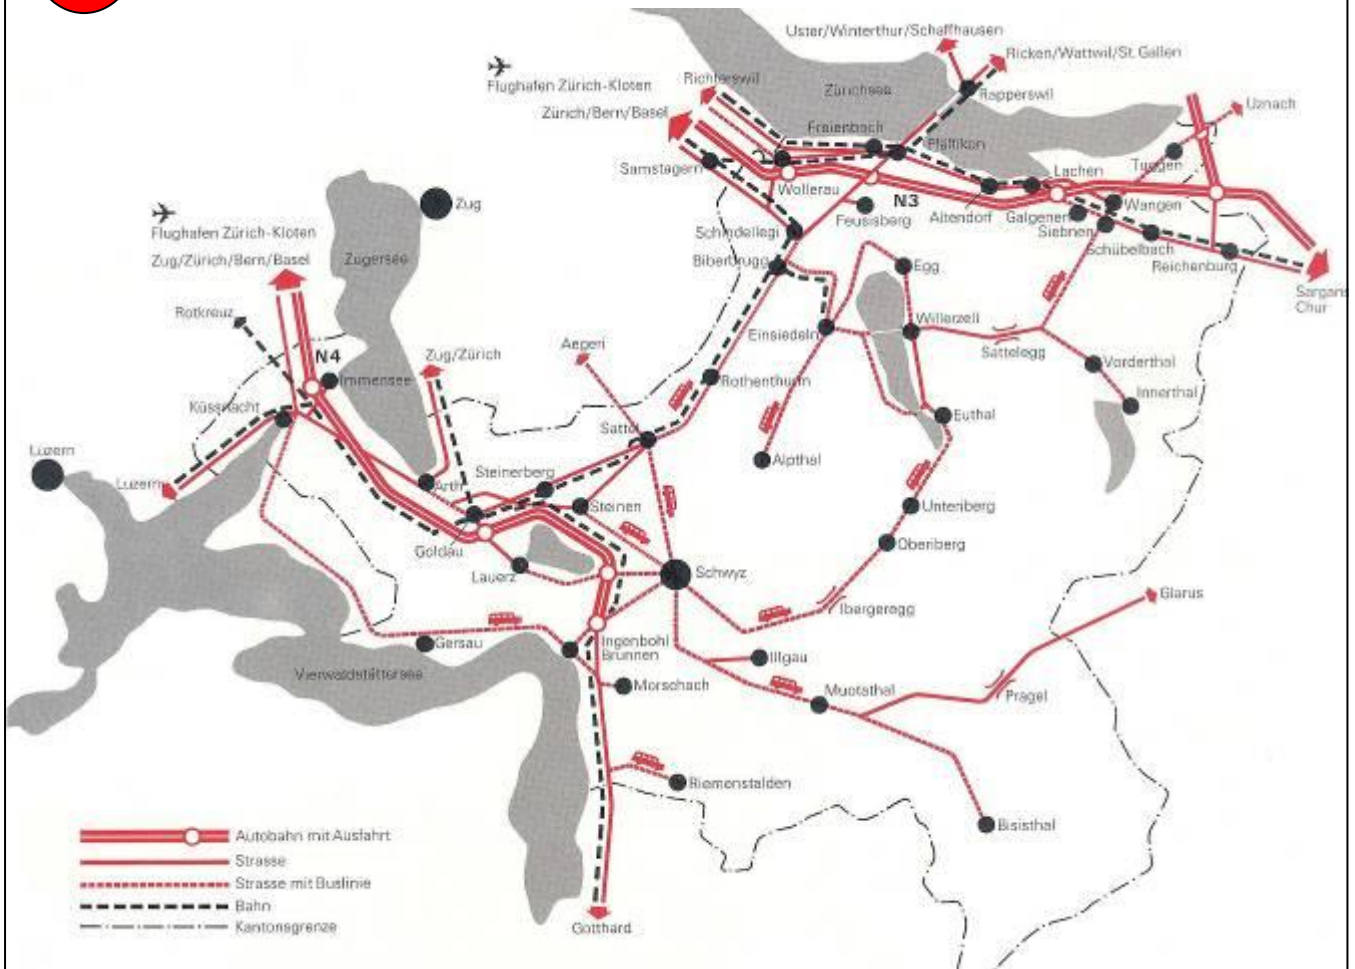 Uster/Winterthur/Schaffhausen
Ricken/Wattwil/St. Gallen
Flughafen Zürich-Kloten
Richterswil
Zürichsee
Rapperswil
Uznach
Zürich/Bern/Basel
Freienbach
Pfäffikon
Tuggen
Samstagern
Wollerau
Lachen
N3
Feusisberg
Altendorf
Galgenen
Wangen
Siebnen
Schübelbach
Reichenburg
Sargans
Chur
Zug
Flughafen Zürich-Kloten
Zug/Zürich/Bern/Basel
Zugersee
Schindellegi
Biberbrugg
Egg
Rotkreuz
Einsiedeln
Willerzell
Sattelegg
Vorderthal
Innerthal
N4
Immensee
Zug/Zürich
Aegeri
Rothenthurm
Küssnacht
Sattel
Euthal
Luzern
Luzern
Arth
Steinerberg
Alpthal
Steinen
Unteriberg
Goldau
Oberiberg
Lauerz
Schwyz
Ibergeregg
Glarus
Gersau
Ingenbohl
Brunnen
Illgau
Vierwaldstättersee
Morschach
Muotathal
Pragel
Riemenstalden
Bisisthal
Autobahn mit Ausfahrt
Strasse
Strasse mit Buslinie
Bahn
Kantonsgrenze
Gotthard